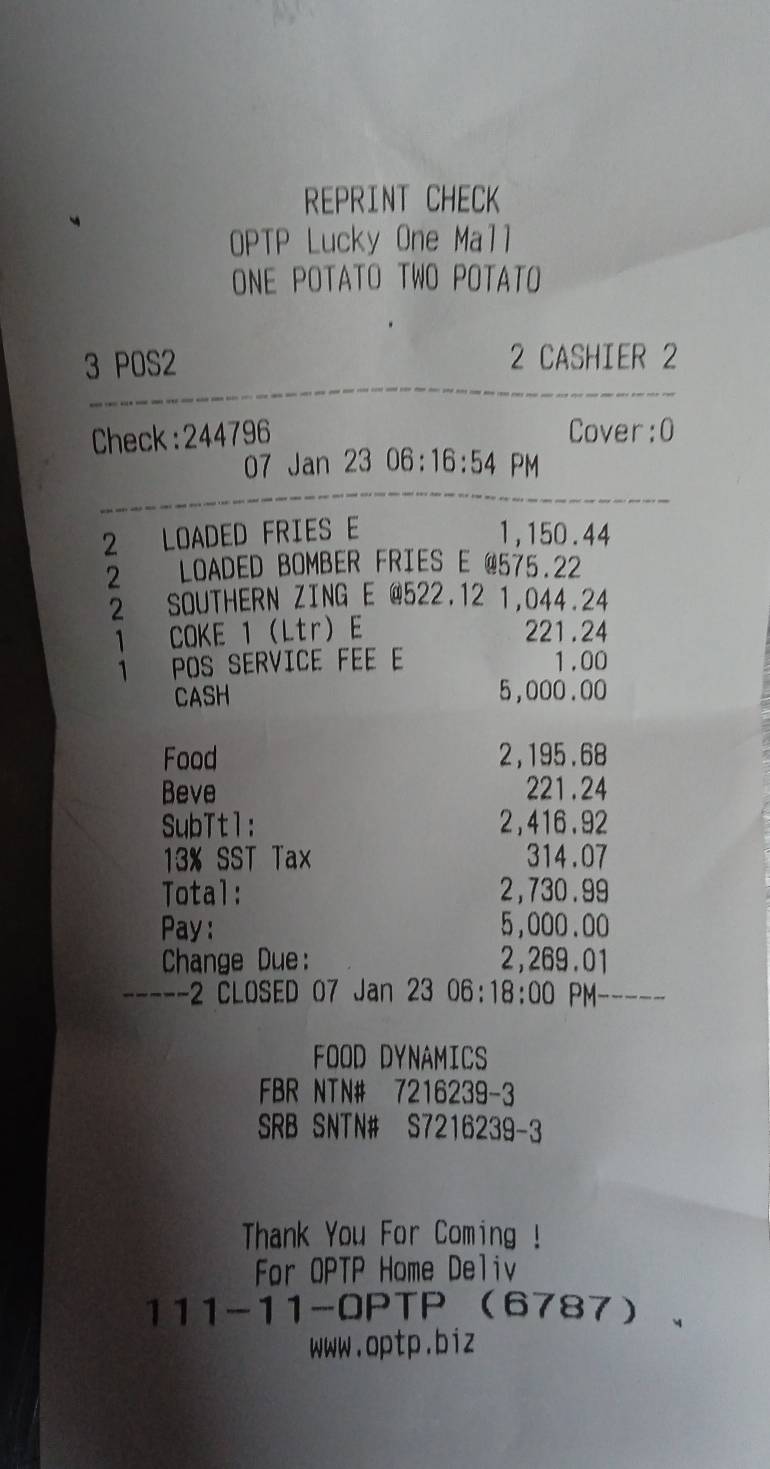 REPRINT CHECK
OPTP Lucky One Mall
ONE POTATO TWO POTATO
3 POS2 2 CASHIER 2
Check:244796 Cover:0
07 Jan 23 06:16:54 PM
2 LOADED FRIES E 1,150.44
2 LOADED BOMBER FRIES E @575.22
2 SOUTHERN ZING E @522.12 1,044.24
1 COKE 1 (Ltr) E 221.24
1 POS SERVICE FEE E 1.00
CASH 5,000.00
Food 2,195.68
Beve 221.24
SubTtl: 2,416.92
13% SST Tax 314.07
Total: 2,730.99
Pay: 5,000.00
Change Due: 2,269.01
-----2 CLOSED 07 Jan 23 06:18:00 PM-----
FOOD DYNAMICS
FBR NTN# 7216239-3
SRB SNTN# S7216239-3
Thank You For Coming !
For OPTP Home Deliv
111-11-OPTP (6787)
www.optp.biz